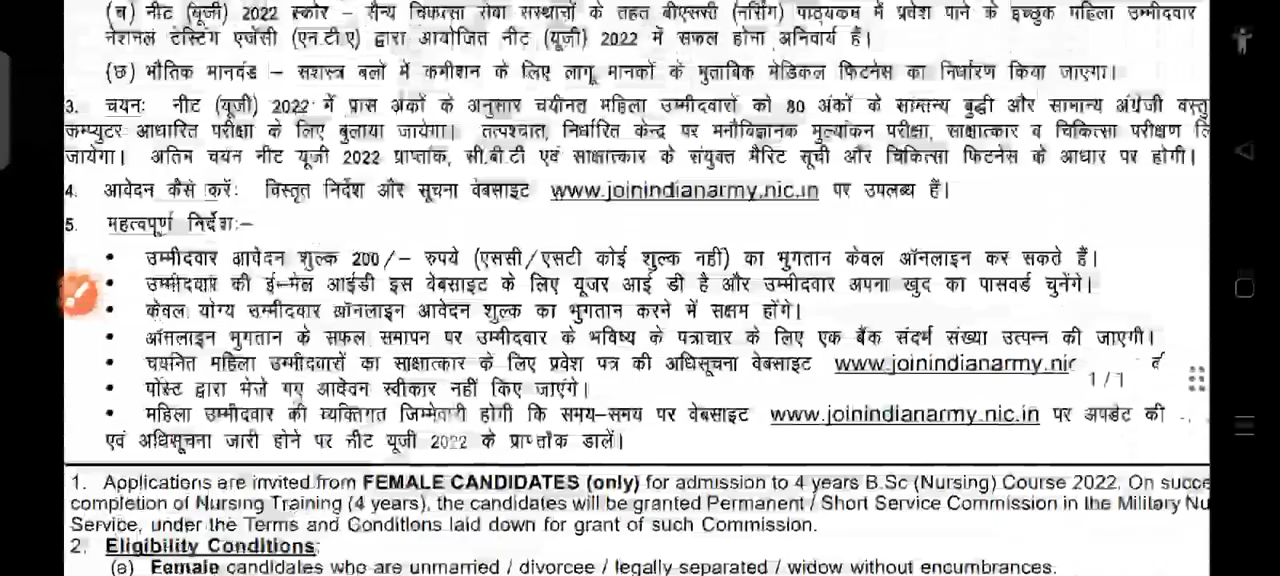 (च) नीट (यूजी) 2022 स्कोर – सैन्य चिकित्सा सेवा संस्थानों के तहत बीएससी (नर्सिंग) पाठ्यकम में प्रवेश पाने के इच्छुक महिला उम्मीदवार
नेशनल टेस्टिंग एजेंसी (एन.टी.ए) द्वारा आयोजित नीट (यूजी) 2022 में सफल होना अनिवार्य हैं।
(छ) भौतिक मानदंड – सशस्त्र बलों में कमीशन के लिए लागू मानकों के मुताबिक मेडिकल फिटनेस का निर्धारण किया जाएगा।
3. चयनः नीट (यूजी) 2022 में प्राप्त अंकों के अनुसार चयनित महिला उम्मीदवारों को 80 अंकों के सामान्य बुद्धी और सामान्य अंग्रेजी वस्तु
कम्प्युटर आधारित परीक्षा के लिए बुलाया जायेगा। तत्पश्चात, निर्धारित केन्द्र पर मनोविज्ञानक मुल्यांकन परीक्षा, साक्षात्कार व चिकित्सा परीक्षण
जायेगा। अंतिम चयन नीट यूजी 2022 प्राप्तांक, सी.बी.टी एवं साक्षात्कार के संयुक्त मैरिट सूची और चिकित्सा फिटनेस के आधार पर होगी।
4. आवेदन कैसे करेंः विस्तृत निर्देश और सूचना वेबसाइट www.joinindianarmy.nic.in पर उपलब्ध हैं।
5. महत्वपूर्ण निर्देशः–
• उम्मीदवार आवेदन शुल्क 200/– रुपये (एससी/एसटी कोई शुल्क नहीं) का भुगतान केवल ऑनलाइन कर सकते हैं।
• उम्मीदवार की ई–मेल आईडी इस वेबसाइट के लिए यूजर आई डी है और उम्मीदवार अपना खुद का पासवर्ड चुनेंगे।
• केवल योग्य उम्मीदवार ऑनलाइन आवेदन शुल्क का भुगतान करने में सक्षम होंगे।
• ऑनलाइन भुगतान के सफल समापन पर उम्मीदवार के भविष्य के पत्राचार के लिए एक बैंक संदर्भ संख्या उत्पन्न की जाएगी।
• चयनित महिला उम्मीदवारों का साक्षात्कार के लिए प्रवेश पत्र की अधिसूचना वेबसाइट www.joinindianarmy.nic
1/1
• पोस्ट द्वारा भेजे गए आवेदन स्वीकार नहीं किए जाएंगे।
• महिला उम्मीदवार की व्यक्तिगत जिम्मेवारी होगी कि समय–समय पर वेबसाइट www.joinindianarmy.nic.in पर अपडेट की
एवं अधिसूचना जारी होने पर नीट यूजी 2022 के प्राप्ताँक डालें।
1. Applications are invited from FEMALE CANDIDATES (only) for admission to 4 years B.Sc (Nursing) Course 2022. On succe
completion of Nursing Training (4 years), the candidates will be granted Permanent / Short Service Commission in the Military Nu
Service, under the Terms and Conditions laid down for grant of such Commission.
2. Eligibility Conditions:
(a) Female candidates who are unmarried / divorcee / legally separated / widow without encumbrances.